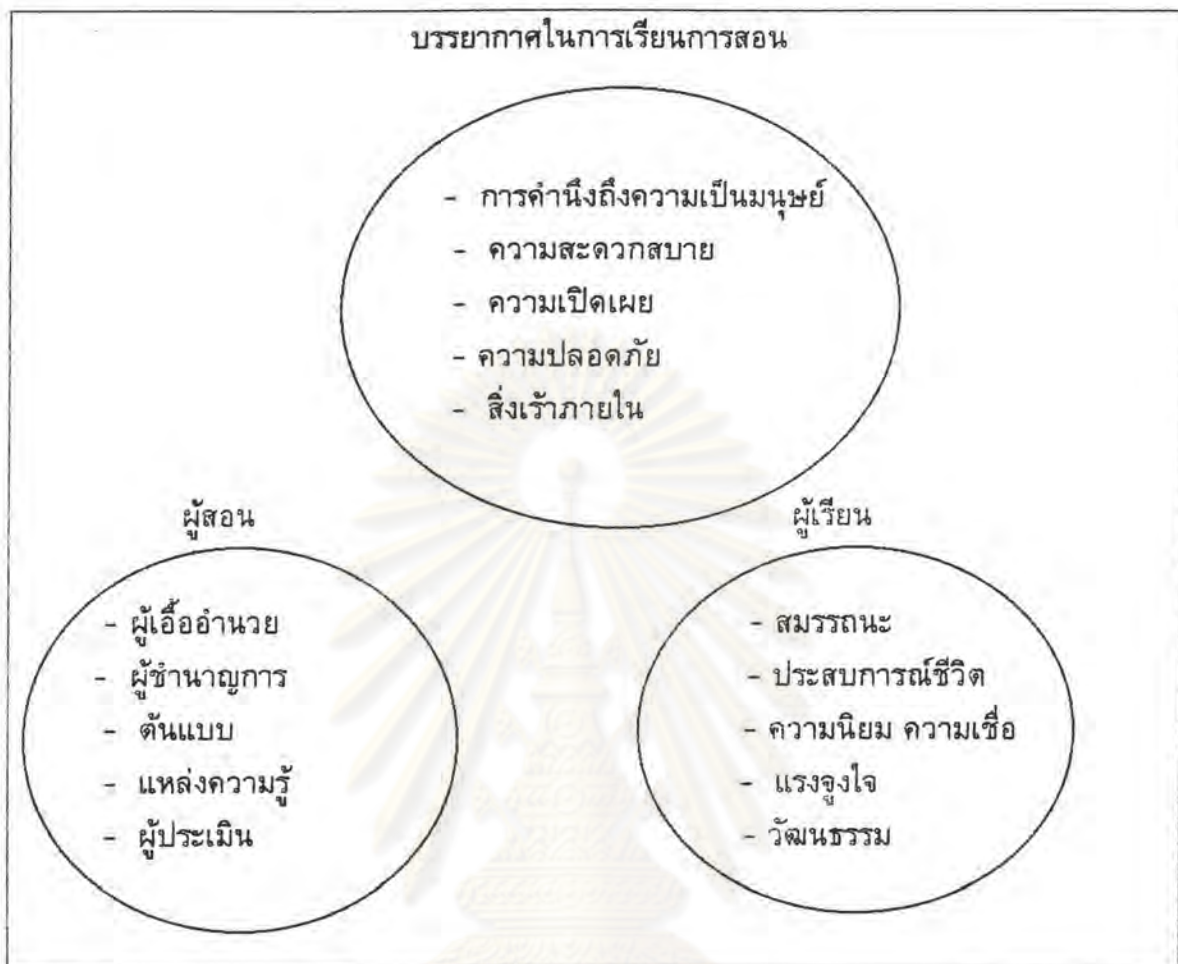 บรรยากาศในการเรียนการสอน
- การคำนึงถึงความเป็นมนุษย์
- ความสะดวกสบาย
- ความเปิดเผย
- ความปลอดภัย
- สิ่งเร้าภายใน
ผู้สอน
- ผู้เอื้ออำนวย
- ผู้ชำนาญการ
- ต้นแบบ
- แหล่งความรู้
- ผู้ประเมิน
ผู้เรียน
- สมรรถนะ
- ประสบการณ์ชีวิต
- ความนิยม ความเชื่อ
- แรงจูงใจ
- วัฒนธรรม